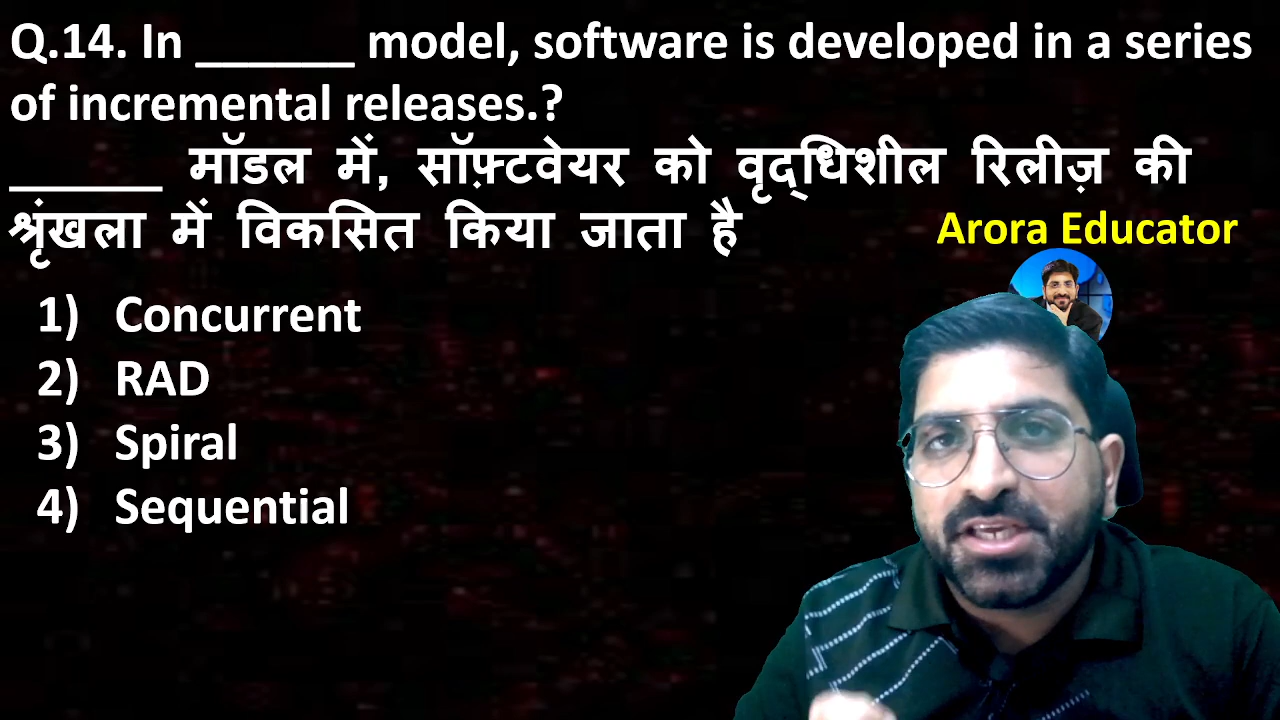 Q.14. In ______ model, software is developed in a series
of incremental releases.?
______ मॉडल में, सॉफ़्टवेयर को वृद्धिशील रिलीज़ की
श्रृंखला में विकसित किया जाता है
Arora Educator
1) Concurrent
2) RAD
3) Spiral
4) Sequential